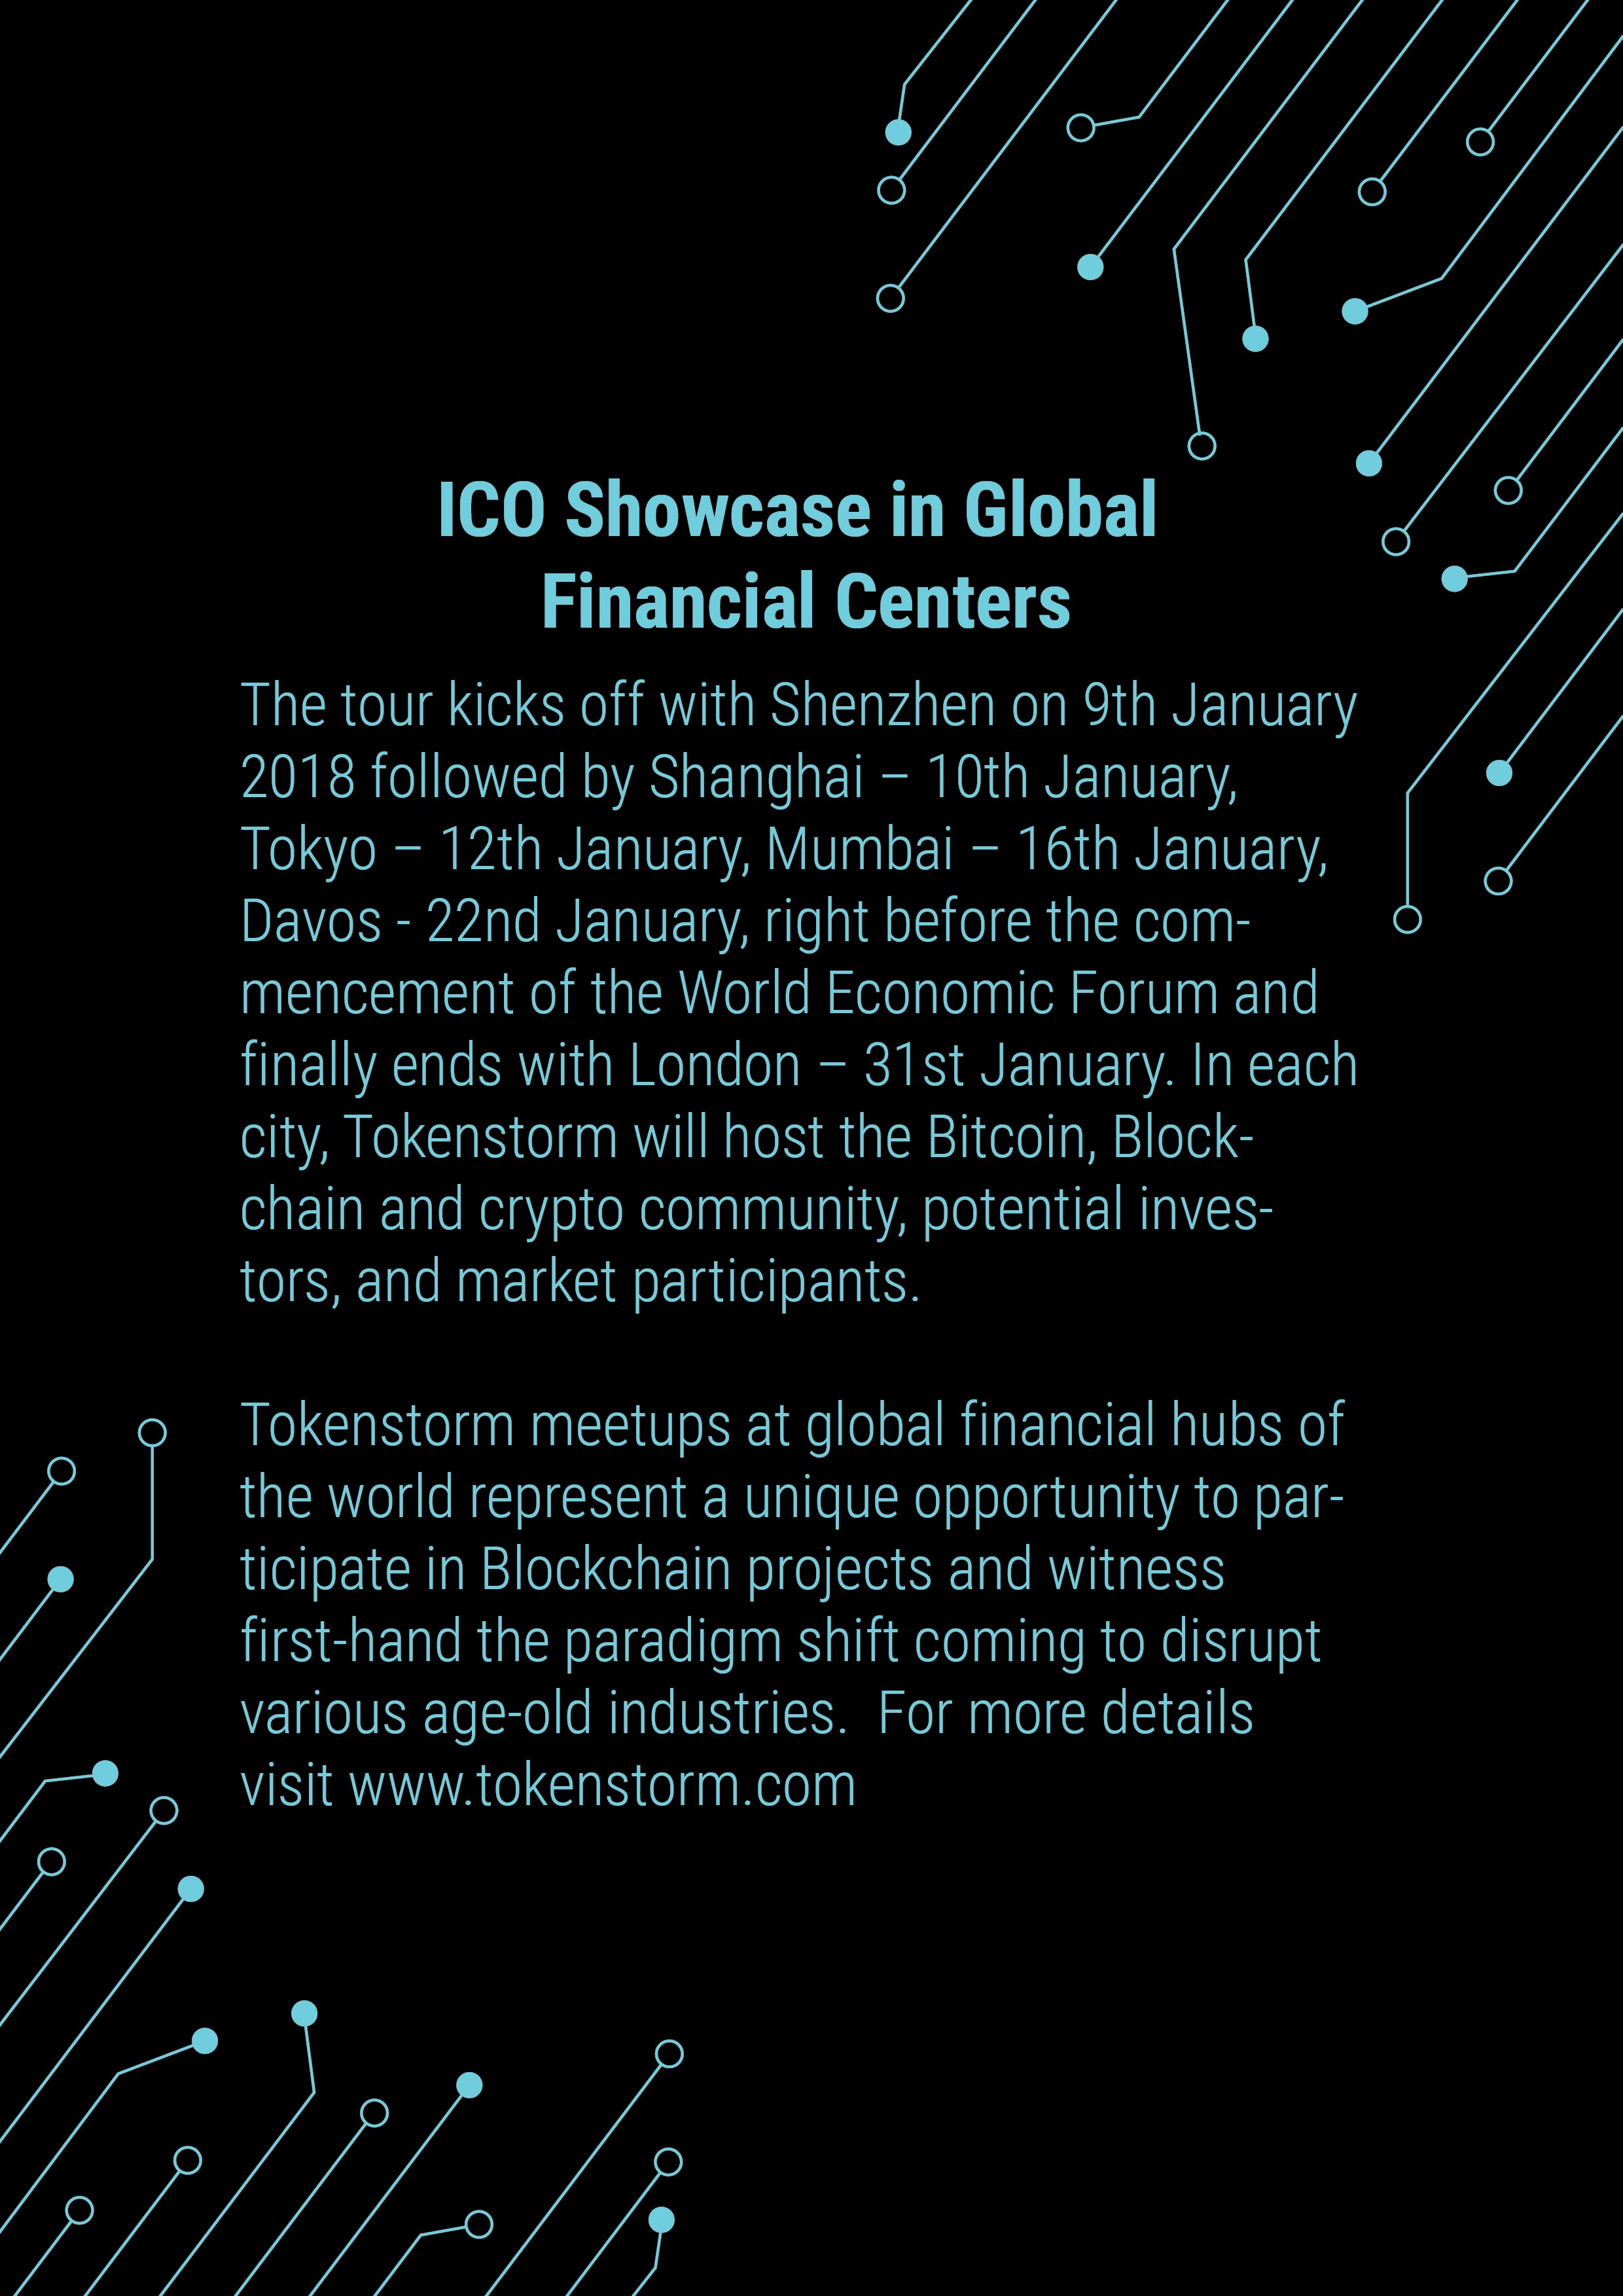 ICO Showcase in Global
Financial Centers
The tour kicks off with Shenzhen on 9th January
2018 followed by Shanghai – 10th January,
Tokyo – 12th January, Mumbai – 16th January,
Davos - 22nd January, right before the com-
mencement of the World Economic Forum and
finally ends with London – 31st January. In each
city, Tokenstorm will host the Bitcoin, Block-
chain and crypto community, potential inves-
tors, and market participants.
Tokenstorm meetups at global financial hubs of
the world represent a unique opportunity to par-
ticipate in Blockchain projects and witness
first-hand the paradigm shift coming to disrupt
various age-old industries.  For more details
visit www.tokenstorm.com